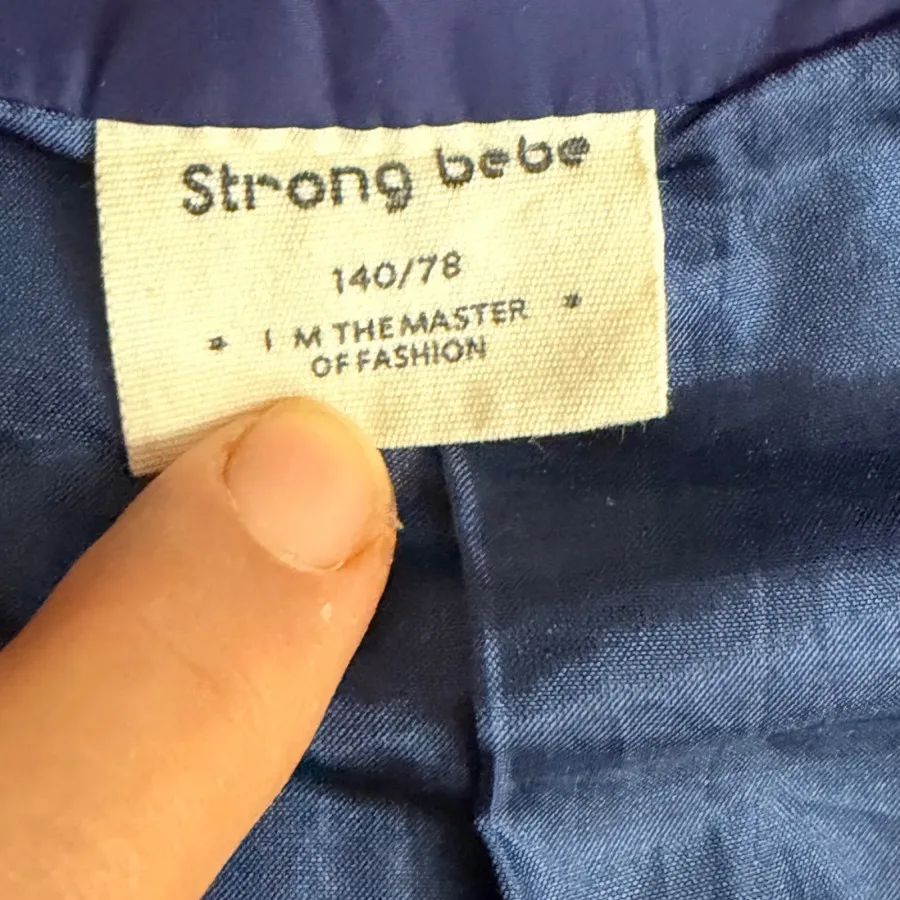 Strong bebe
140/78
* I M THE MASTER *
OF FASHION